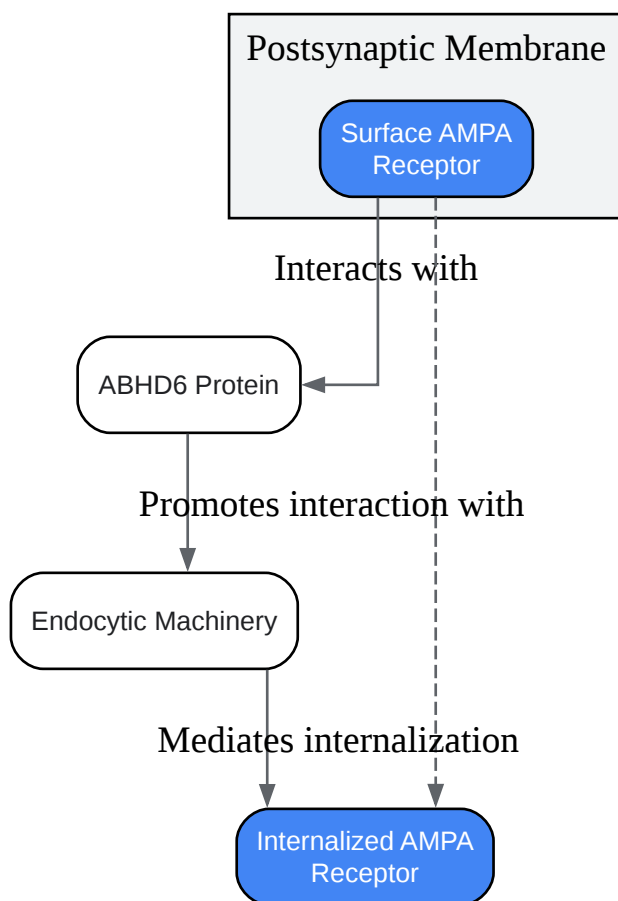 Postsynaptic Membrane
Surface AMPA
Receptor
Interacts with
ABHD6 Protein
Promotes interaction with
Endocytic Machinery
Mediates internalization
Internalized AMPA
Receptor